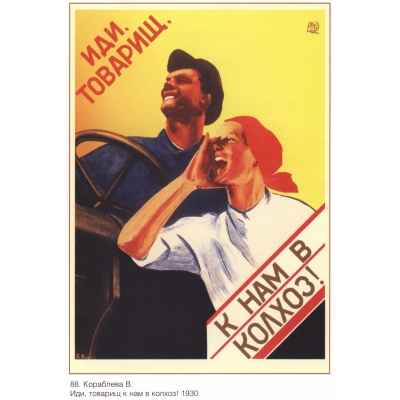 ИДИ,
ТОВАРИЩ,
К НАМ В
КОЛХОЗ!
88. Кораблева В.
Иди, товарищ к нам в колхоз! 1930